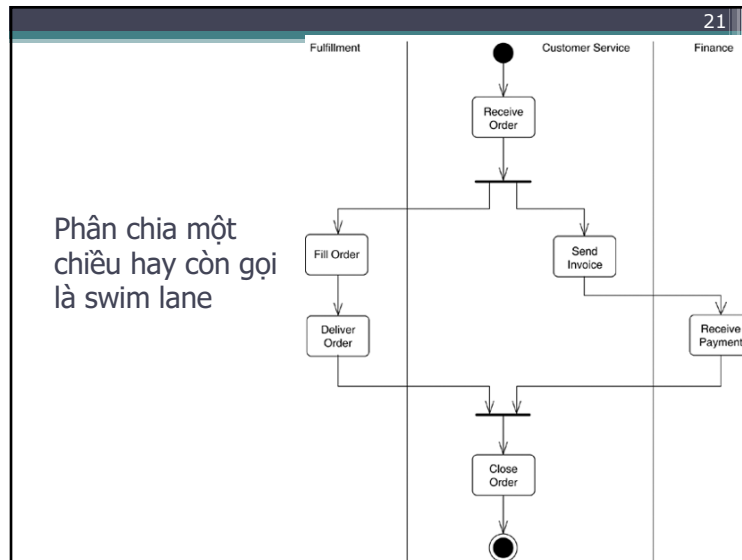 21
Fulfillment
Customer Service
Finance
Receive
Order
Phân chia một
chiều hay còn gọi
là swim lane
Fill Order
Send
Invoice
Deliver
Order
Receive
Payment
Close
Order